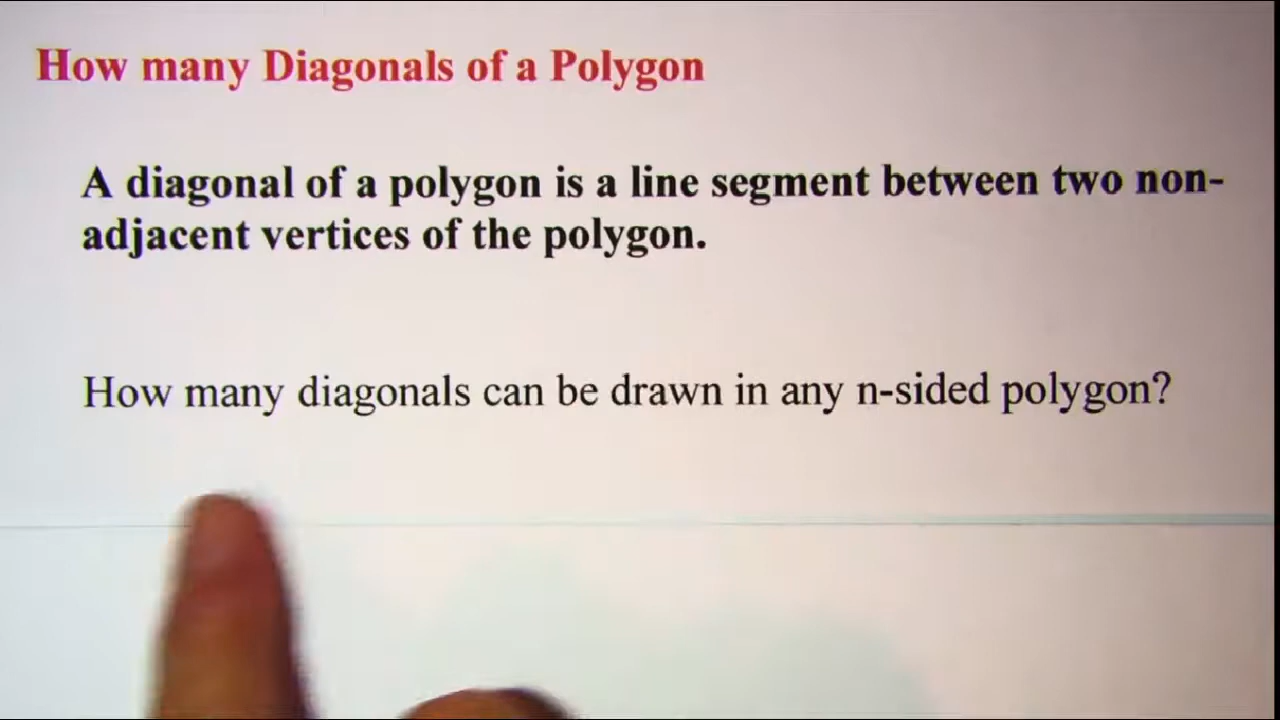 How many Diagonals of a Polygon
A diagonal of a polygon is a line segment between two non-
adjacent vertices of the polygon.
How many diagonals can be drawn in any n-sided polygon?